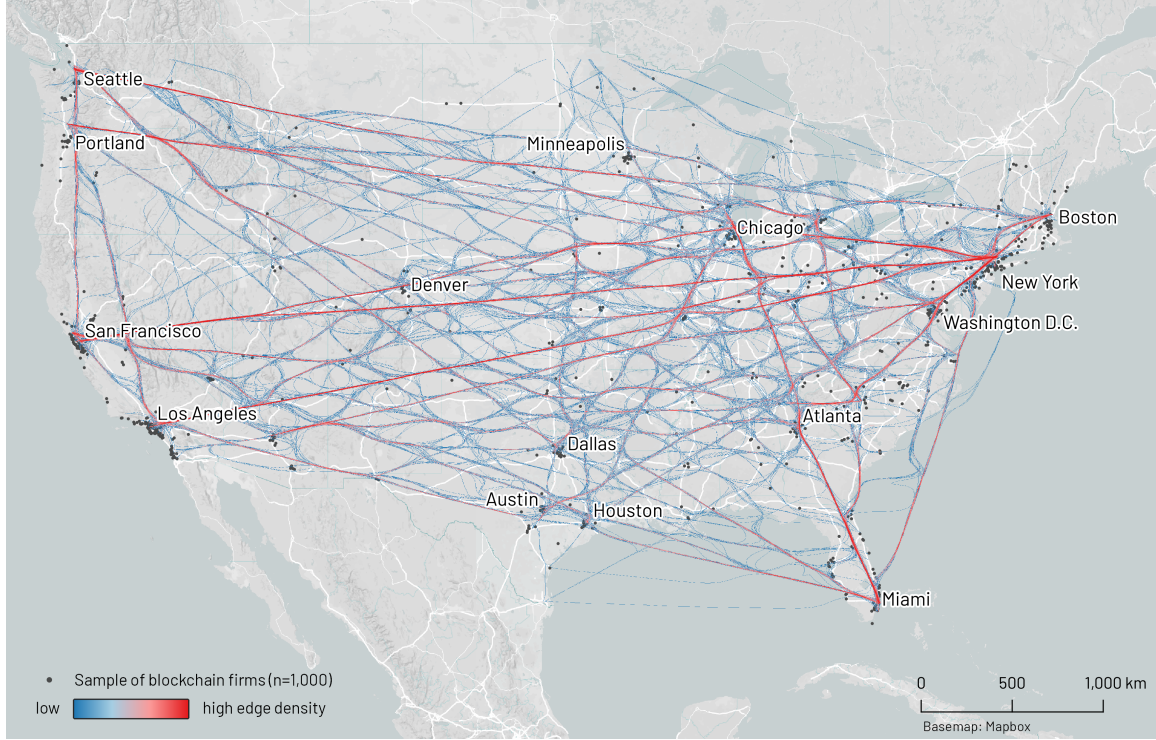 Seattle
Portland
Minneapolis
Chicago
Boston
Denver
New York
San Francisco
Washington D.C.
Los Angeles
Atlanta
Dallas
Austin
Houston
Miami
Sample of blockchain firms (n=1,000)
low high edge density
0 500 1,000 km
Basemap: Mapbox